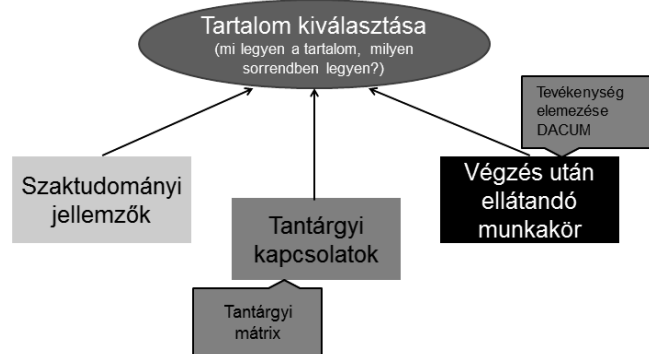 Tartalom kiválasztása
(mi legyen a tartalom, milyen
sorrendben legyen?)
Tevékenység
elemezése
DACUM
Szaktudományi
jellemzők
Végzés után
ellátandó
munkakör
Tantárgyi
kapcsolatok
Tantárgyi
mátrix